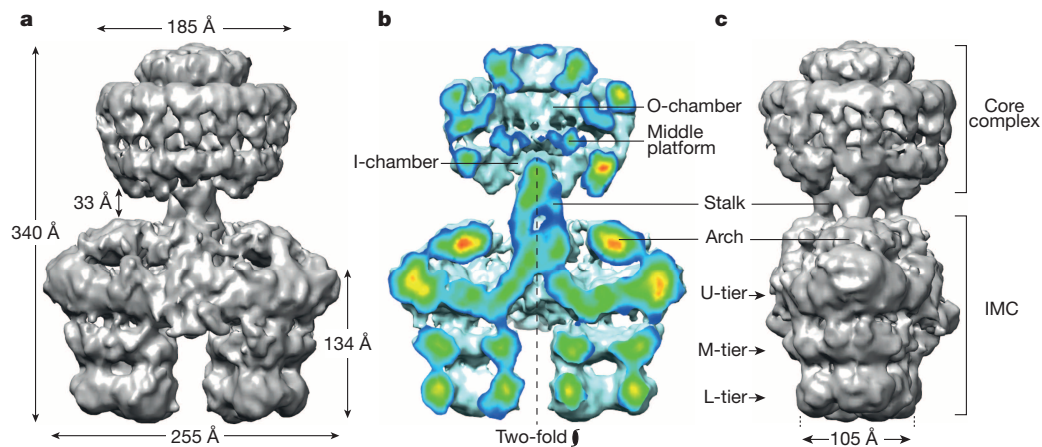 a
185 Å
33 Å
340 Å
134 Å
255 Å
b
O-chamber
Middle
platform
I-chamber
Stalk
Arch
Two-fold
c
Core
complex
U-tier
IMC
M-tier
L-tier
105 Å